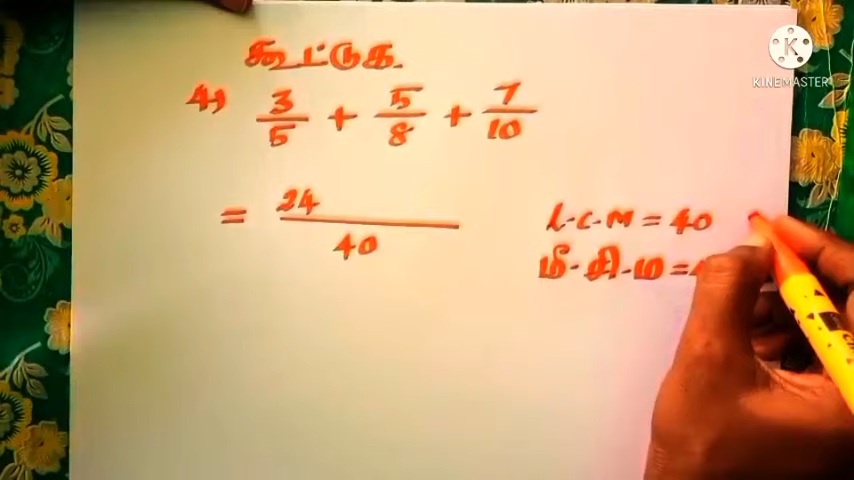 கூட்டுக.
4) 3/5 + 5/8 + 7/10
= 24/40
L.C.M = 40
மீ.சி.ம =
KINEMASTER